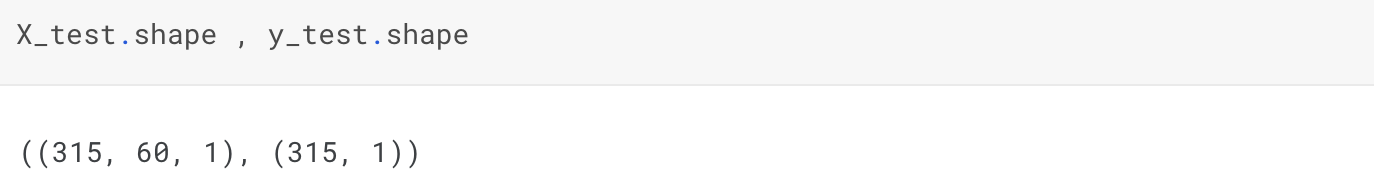 X_test.shape , y_test.shape
((315, 60, 1), (315, 1))